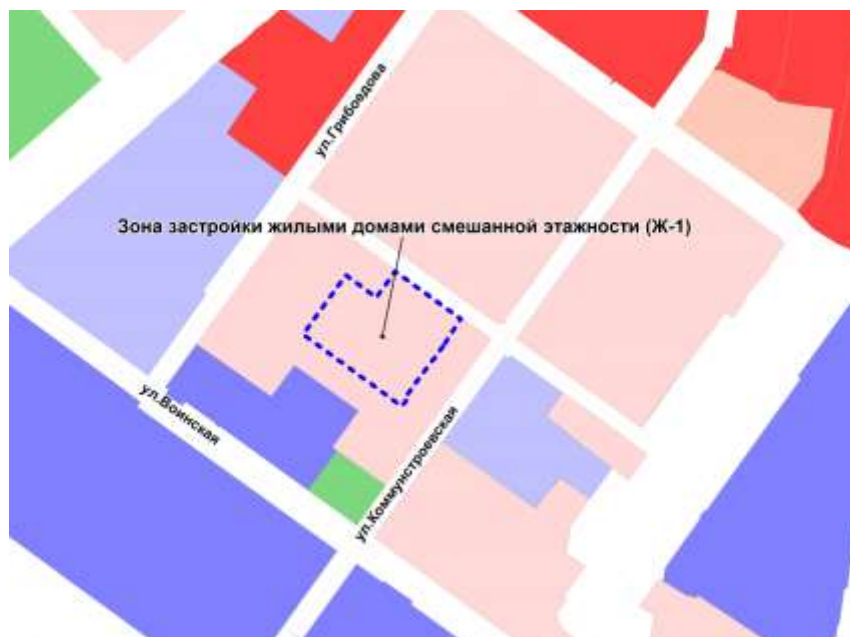 ул.Грибоедова
Зона застройки жилыми домами смешанной этажности (Ж-1)
ул.Воинская
ул.Коммунстроевская